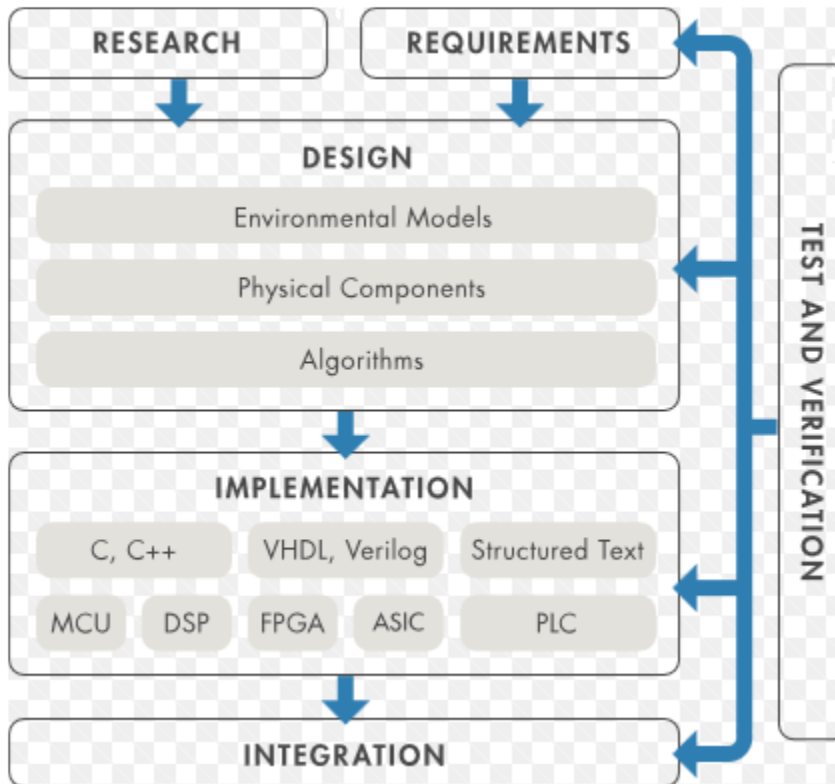 RESEARCH
REQUIREMENTS
DESIGN
Environmental Models
Physical Components
Algorithms
IMPLEMENTATION
C, C++
VHDL, Verilog
Structured Text
MCU
DSP
FPGA
ASIC
PLC
INTEGRATION
TEST AND VERIFICATION